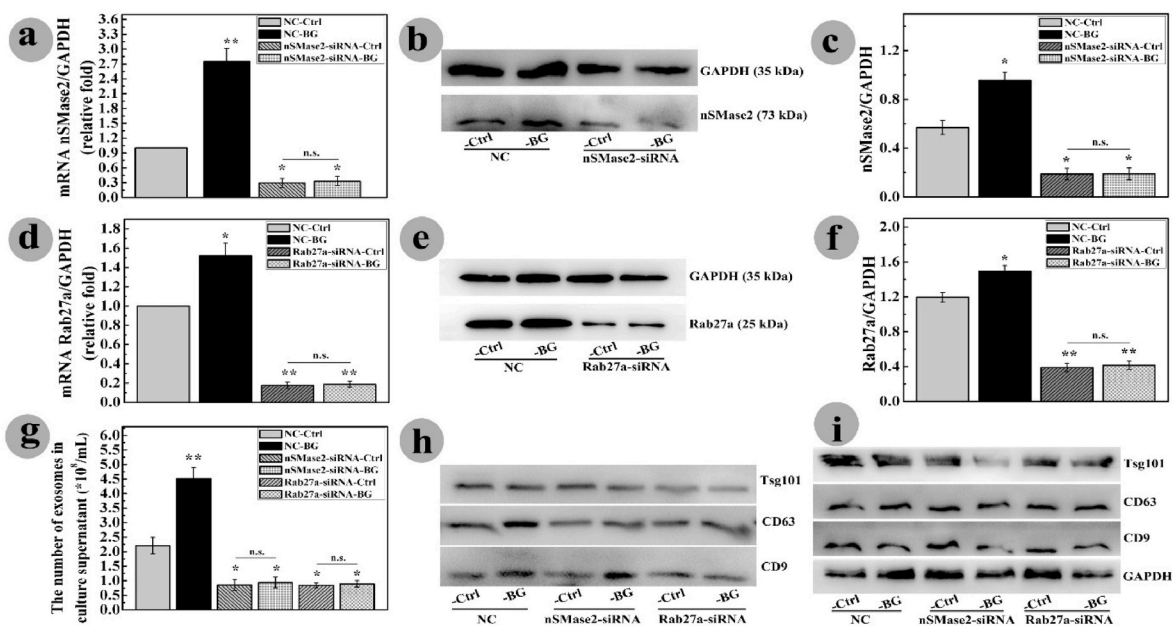 a
mRNA nSMase2/GAPDH
(relative fold)
3.6
3.3
3.0
2.7
2.4
2.1
1.8
1.5
1.2
0.9
0.6
0.3
0.0
NC-Ctrl
NC-BG
nSMase2-siRNA-Ctrl
nSMase2-siRNA-BG
**
n.s.
*
*
b
GAPDH (35 kDa)
nSMase2 (73 kDa)
-Ctrl
-BG
-Ctrl
-BG
NC
nSMase2-siRNA
c
nSMase2/GAPDH
1.2
0.8
0.4
0.0
NC-Ctrl
NC-BG
nSMase2-siRNA-Ctrl
nSMase2-siRNA-BG
*
n.s.
*
*
d
mRNA Rab27a/GAPDH
(relative fold)
1.8
1.6
1.4
1.2
1.0
0.8
0.6
0.4
0.2
0.0
NC-Ctrl
NC-BG
Rab27a-siRNA-Ctrl
Rab27a-siRNA-BG
*
n.s.
**
**
e
GAPDH (35 kDa)
Rab27a (25 kDa)
-Ctrl
-BG
-Ctrl
-BG
NC
Rab27a-siRNA
f
Rab27a/GAPDH
2.0
1.6
1.2
0.8
0.4
0.0
NC-Ctrl
NC-BG
Rab27a-siRNA-Ctrl
Rab27a-siRNA-BG
*
n.s.
**
**
g
The number of exosomes in
culture supernatant (*10⁸/mL)
6.0
5.5
5.0
4.5
4.0
3.5
3.0
2.5
2.0
1.5
1.0
0.5
0.0
NC-Ctrl
NC-BG
nSMase2-siRNA-Ctrl
nSMase2-siRNA-BG
Rab27a-siRNA-Ctrl
Rab27a-siRNA-BG
**
n.s.
n.s.
*
*
*
*
h
Tsg101
CD63
CD9
-Ctrl
-BG
-Ctrl
-BG
-Ctrl
-BG
NC
nSMase2-siRNA
Rab27a-siRNA
i
Tsg101
CD63
CD9
GAPDH
-Ctrl
-BG
-Ctrl
-BG
-Ctrl
-BG
NC
nSMase2-siRNA
Rab27a-siRNA